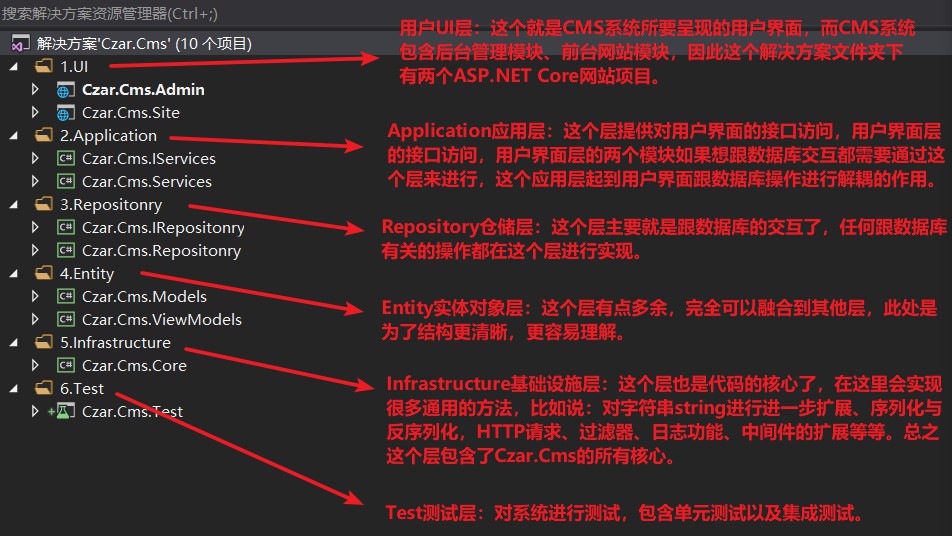 搜索解决方案资源管理器(Ctrl+;)
解决方案'Czar.Cms' (10 个项目)
1.UI
Czar.Cms.Admin
Czar.Cms.Site
2.Application
Czar.Cms.IServices
Czar.Cms.Services
3.Repositonry
Czar.Cms.IRepositonry
Czar.Cms.Repositonry
4.Entity
Czar.Cms.Models
Czar.Cms.ViewModels
5.Infrastructure
Czar.Cms.Core
6.Test
Czar.Cms.Test
用户UI层：这个就是CMS系统所要呈现的用户界面，而CMS系统
包含后台管理模块、前台网站模块，因此这个解决方案文件夹下
有两个ASP.NET Core网站项目。
Application应用层：这个层提供对用户界面的接口访问，用户界面层
的接口访问，用户界面层的两个模块如果想跟数据库交互都需要通过这
个层来进行，这个应用层起到用户界面跟数据库操作进行解耦的作用。
Repository仓储层：这个层主要就是跟数据库的交互了，任何跟数据库
有关的操作都在这个层进行实现。
Entity实体对象层：这个层有点多余，完全可以融合到其他层，此处是
为了结构更清晰，更容易理解。
Infrastructure基础设施层：这个层也是代码的核心了，在这里会实现
很多通用的方法，比如说：对字符串string进行进一步扩展、序列化与
反序列化，HTTP请求、过滤器、日志功能、中间件的扩展等等。总之
这个层包含了Czar.Cms的所有核心。
Test测试层：对系统进行测试，包含单元测试以及集成测试。